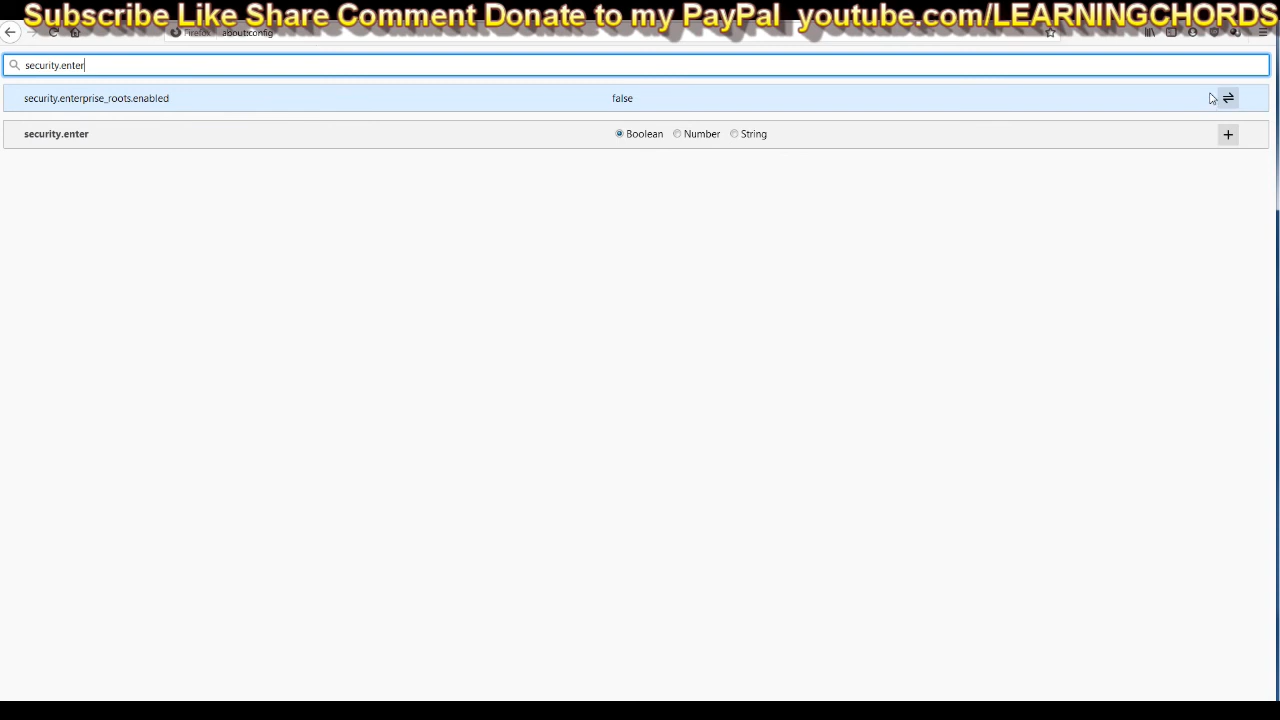 Subscribe Like Share Comment Donate to my PayPal youtube.com/LEARNINGCHORDS
Firefox about:config
security.enter
security.enterprise_roots.enabled false
security.enter Boolean Number String